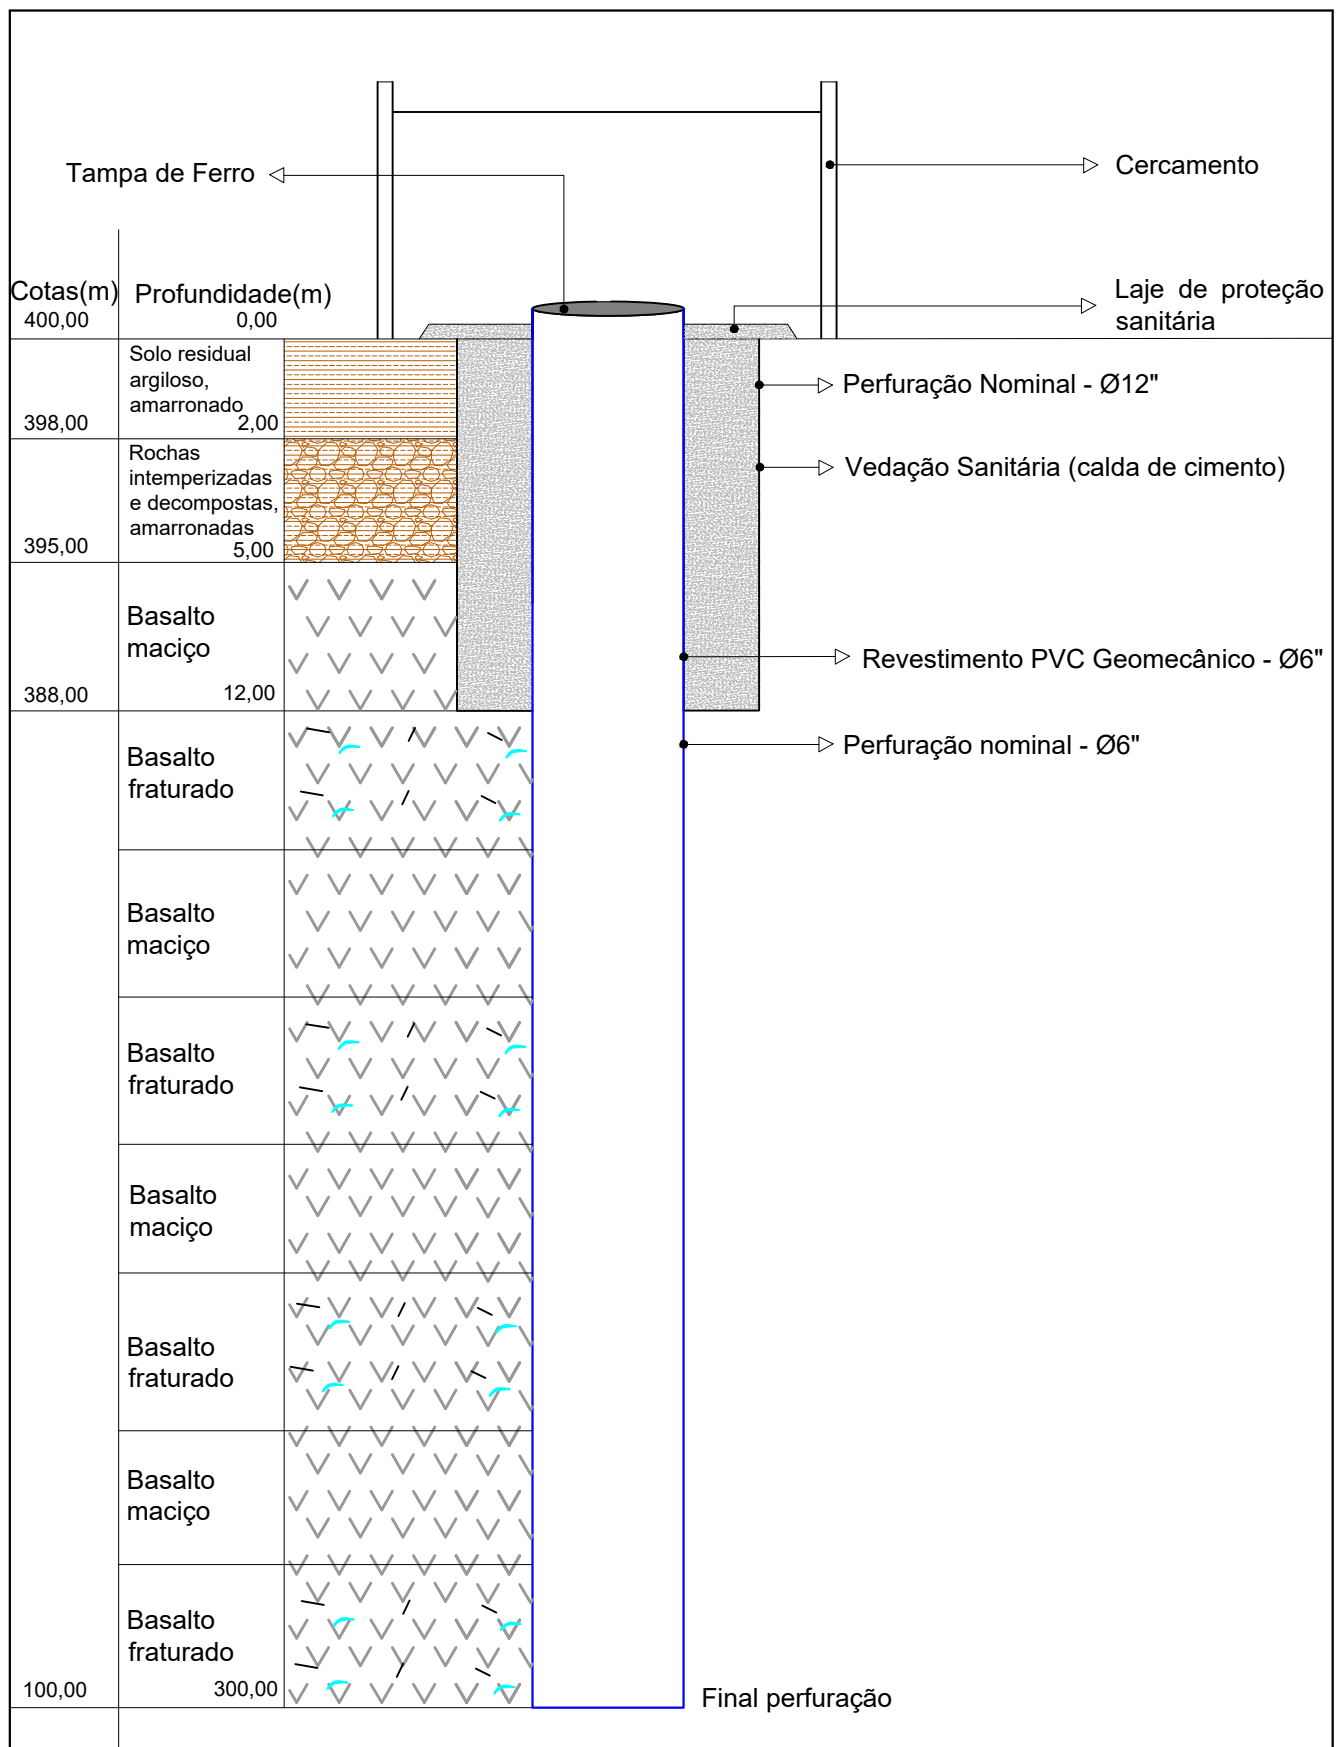 Tampa de Ferro
Cercamento
Cotas(m)
Profundidade(m)
400,00
0,00
Laje de proteção
sanitária
Solo residual
argiloso,
amarronado
398,00
2,00
Perfuração Nominal - Ø12"
Rochas
intemperizadas
e decompostas,
amarronadas
395,00
5,00
Vedação Sanitária (calda de cimento)
Basalto
maciço
388,00
12,00
Revestimento PVC Geomecânico - Ø6"
Perfuração nominal - Ø6"
Basalto
fraturado
Basalto
maciço
Basalto
fraturado
Basalto
maciço
Basalto
fraturado
Basalto
maciço
Basalto
fraturado
100,00
300,00
Final perfuração